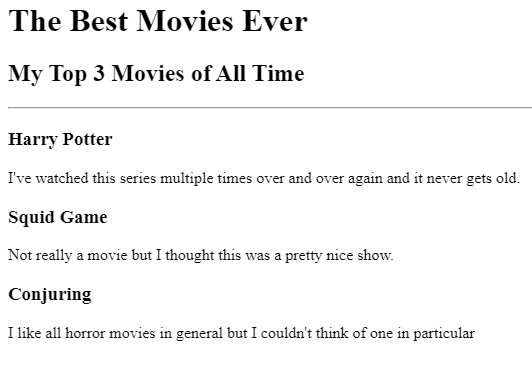 The Best Movies Ever
My Top 3 Movies of All Time
Harry Potter
I've watched this series multiple times over and over again and it never gets old.
Squid Game
Not really a movie but I thought this was a pretty nice show.
Conjuring
I like all horror movies in general but I couldn't think of one in particular